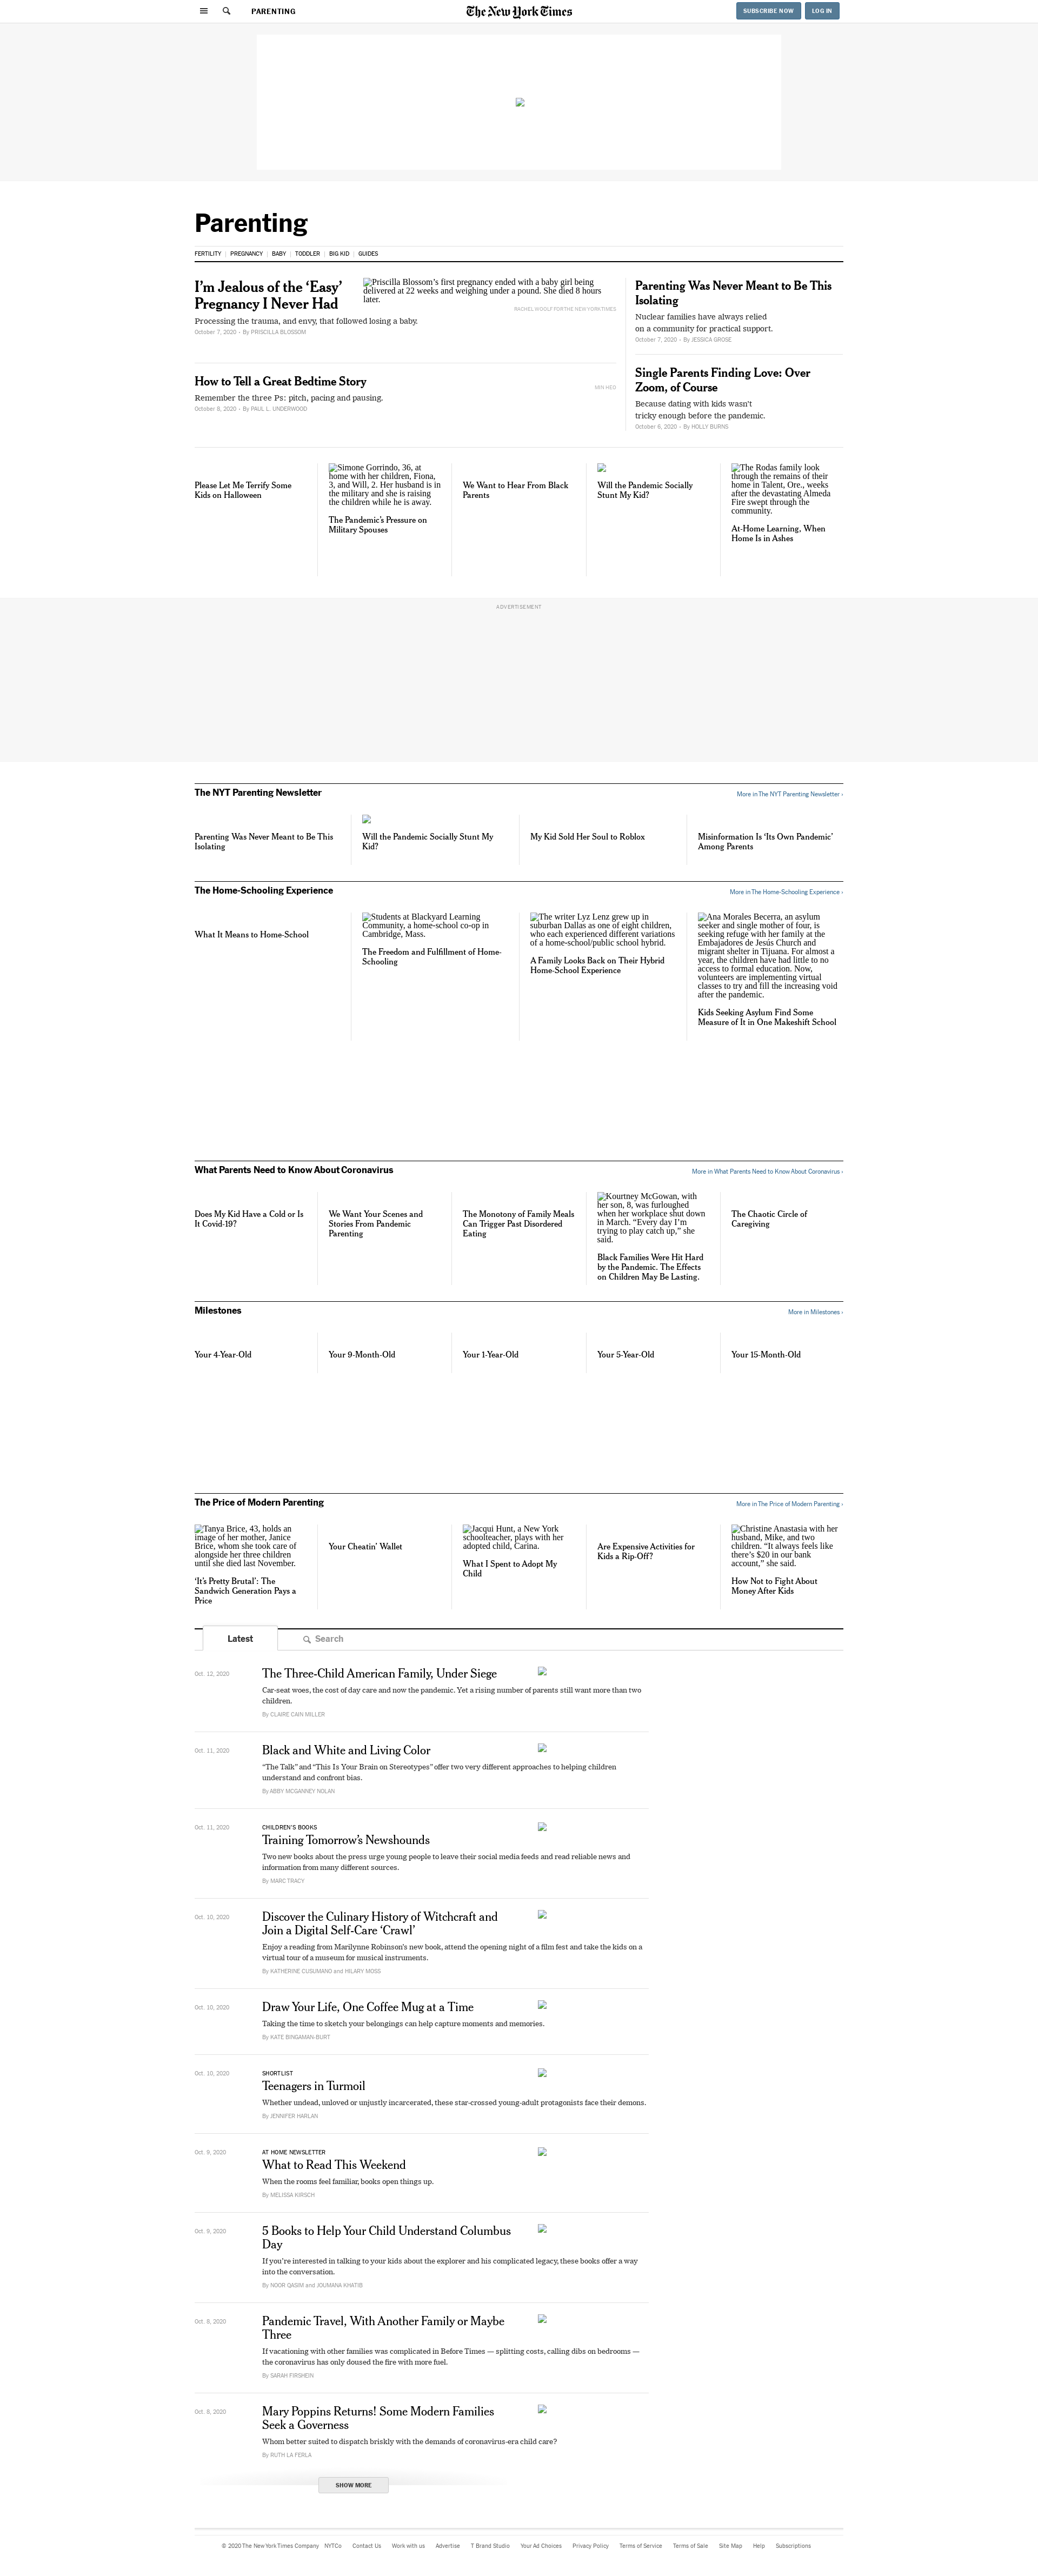 PARENTING
The New York Times
SUBSCRIBE NOW
LOG IN
Parenting
FERTILITY | PREGNANCY | BABY | TODDLER | BIG KID | GUIDES
I’m Jealous of the ‘Easy’
Pregnancy I Never Had
Processing the trauma, and envy, that followed losing a baby.
October 7, 2020 - By PRISCILLA BLOSSOM
Priscilla Blossom’s first pregnancy ended with a baby girl being
delivered at 22 weeks and weighing under a pound. She died 8 hours
later.
RACHEL WOOLF FOR THE NEW YORK TIMES
How to Tell a Great Bedtime Story
Remember the three Ps: pitch, pacing and pausing.
October 8, 2020 - By PAUL L. UNDERWOOD
MIN HEO
Parenting Was Never Meant to Be This
Isolating
Nuclear families have always relied
on a community for practical support.
October 7, 2020 - By JESSICA GROSE
Single Parents Finding Love: Over
Zoom, of Course
Because dating with kids wasn’t
tricky enough before the pandemic.
October 6, 2020 - By HOLLY BURNS
Please Let Me Terrify Some
Kids on Halloween
Simone Gorrindo, 36, at
home with her children, Fiona,
3, and Will, 2. Her husband is in
the military and she is raising
the children while he is away.
The Pandemic’s Pressure on
Military Spouses
We Want to Hear From Black
Parents
Will the Pandemic Socially
Stunt My Kid?
The Rodas family look
through the remains of their
home in Talent, Ore., weeks
after the devastating Almeda
Fire swept through the
community.
At-Home Learning, When
Home Is in Ashes
ADVERTISEMENT
The NYT Parenting Newsletter
More in The NYT Parenting Newsletter ›
Parenting Was Never Meant to Be This
Isolating
Will the Pandemic Socially Stunt My
Kid?
My Kid Sold Her Soul to Roblox
Misinformation Is ‘Its Own Pandemic’
Among Parents
The Home-Schooling Experience
More in The Home-Schooling Experience ›
What It Means to Home-School
Students at Blackyard Learning
Community, a home-school co-op in
Cambridge, Mass.
The Freedom and Fulfillment of Home-
Schooling
The writer Lyz Lenz grew up in
suburban Dallas as one of eight children,
who each experienced different variations
of a home-school/public school hybrid.
A Family Looks Back on Their Hybrid
Home-School Experience
Ana Morales Becerra, an asylum
seeker and single mother of four, is
seeking refuge with her family at the
Embajadores de Jesús Church and
migrant shelter in Tijuana. For almost a
year, the children have had little to no
access to formal education. Now,
volunteers are implementing virtual
classes to try and fill the increasing void
after the pandemic.
Kids Seeking Asylum Find Some
Measure of It in One Makeshift School
What Parents Need to Know About Coronavirus
More in What Parents Need to Know About Coronavirus ›
Does My Kid Have a Cold or Is
It Covid-19?
We Want Your Scenes and
Stories From Pandemic
Parenting
The Monotony of Family Meals
Can Trigger Past Disordered
Eating
Kourtney McGowan, with
her son, 8, was furloughed
when her workplace shut down
in March. “Every day I’m
trying to play catch up,” she
said.
Black Families Were Hit Hard
by the Pandemic. The Effects
on Children May Be Lasting.
The Chaotic Circle of
Caregiving
Milestones
More in Milestones ›
Your 4-Year-Old
Your 9-Month-Old
Your 1-Year-Old
Your 5-Year-Old
Your 15-Month-Old
The Price of Modern Parenting
More in The Price of Modern Parenting ›
Tanya Brice, 43, holds an
image of her mother, Janice
Brice, whom she took care of
alongside her three children
until she died last November.
‘It’s Pretty Brutal’: The
Sandwich Generation Pays a
Price
Your Cheatin’ Wallet
Jacqui Hunt, a New York
schoolteacher, plays with her
adopted child, Carina.
What I Spent to Adopt My
Child
Are Expensive Activities for
Kids a Rip-Off?
Christine Anastasia with her
husband, Mike, and two
children. “It always feels like
there’s $20 in our bank
account,” she said.
How Not to Fight About
Money After Kids
Latest
Search
Oct. 12, 2020
The Three-Child American Family, Under Siege
Car-seat woes, the cost of day care and now the pandemic. Yet a rising number of parents still want more than two
children.
By CLAIRE CAIN MILLER
Oct. 11, 2020
Black and White and Living Color
“The Talk” and “This Is Your Brain on Stereotypes” offer two very different approaches to helping children
understand and confront bias.
By ABBY MCGANNEY NOLAN
Oct. 11, 2020
CHILDREN’S BOOKS
Training Tomorrow’s Newshounds
Two new books about the press urge young people to leave their social media feeds and read reliable news and
information from many different sources.
By MARC TRACY
Oct. 10, 2020
Discover the Culinary History of Witchcraft and
Join a Digital Self-Care ‘Crawl’
Enjoy a reading from Marilynne Robinson’s new book, attend the opening night of a film fest and take the kids on a
virtual tour of a museum for musical instruments.
By KATHERINE CUSUMANO and HILARY MOSS
Oct. 10, 2020
Draw Your Life, One Coffee Mug at a Time
Taking the time to sketch your belongings can help capture moments and memories.
By KATE BINGAMAN-BURT
Oct. 10, 2020
SHORTLIST
Teenagers in Turmoil
Whether undead, unloved or unjustly incarcerated, these star-crossed young-adult protagonists face their demons.
By JENNIFER HARLAN
Oct. 9, 2020
AT HOME NEWSLETTER
What to Read This Weekend
When the rooms feel familiar, books open things up.
By MELISSA KIRSCH
Oct. 9, 2020
5 Books to Help Your Child Understand Columbus
Day
If you’re interested in talking to your kids about the explorer and his complicated legacy, these books offer a way
into the conversation.
By NOOR QASIM and JOUMANA KHATIB
Oct. 8, 2020
Pandemic Travel, With Another Family or Maybe
Three
If vacationing with other families was complicated in Before Times — splitting costs, calling dibs on bedrooms —
the coronavirus has only doused the fire with more fuel.
By SARAH FIRSHEIN
Oct. 8, 2020
Mary Poppins Returns! Some Modern Families
Seek a Governess
Whom better suited to dispatch briskly with the demands of coronavirus-era child care?
By RUTH LA FERLA
SHOW MORE
© 2020 The New York Times Company NYTCo Contact Us Work with us Advertise T Brand Studio Your Ad Choices Privacy Policy Terms of Service Terms of Sale Site Map Help Subscriptions